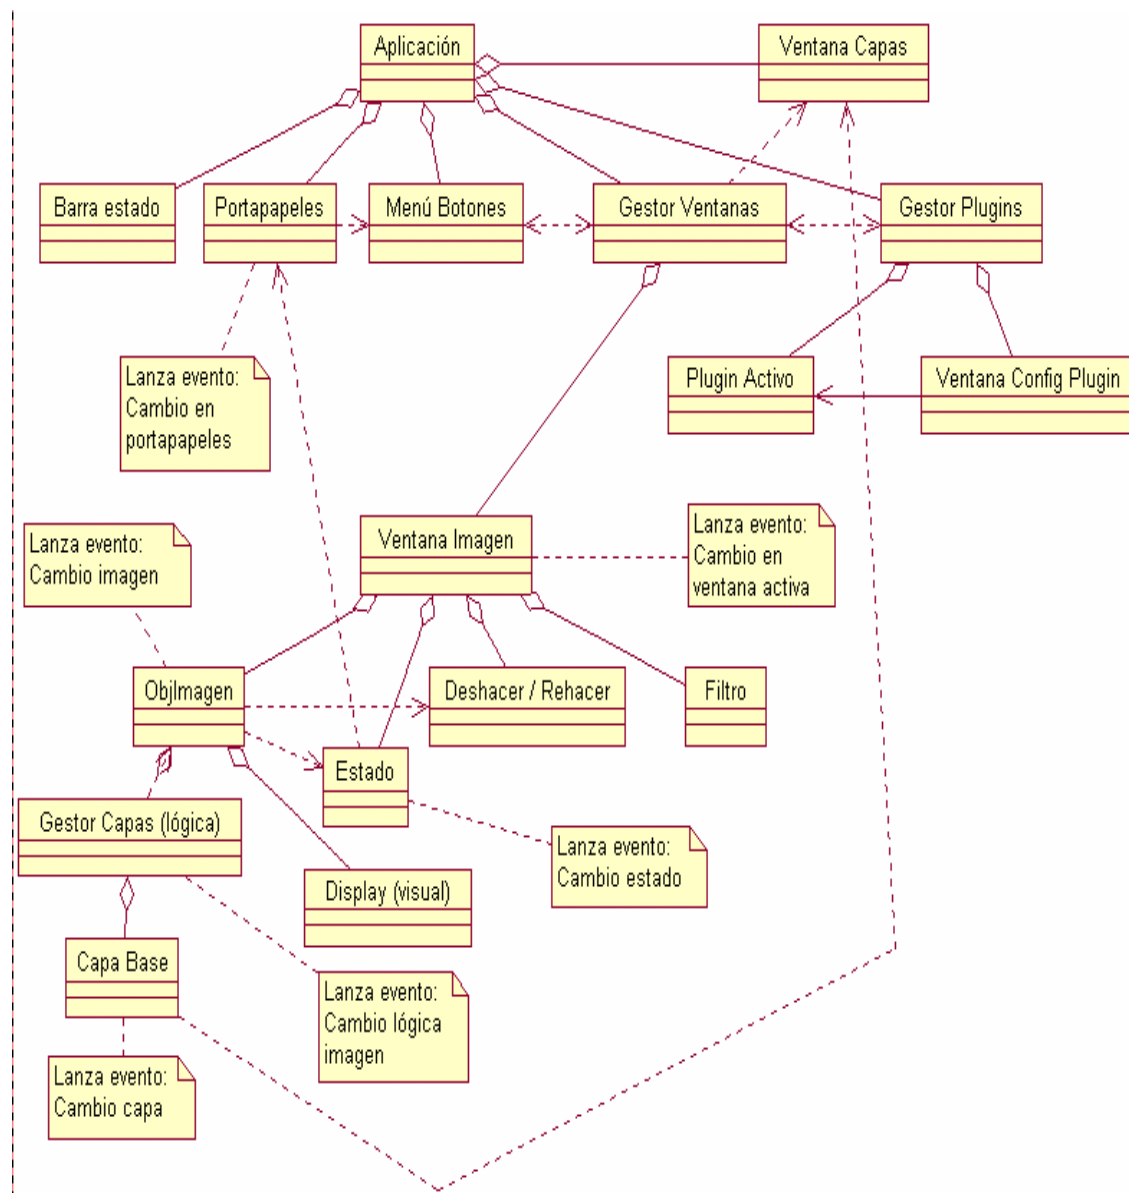 Aplicación
Ventana Capas
Barra estado
Portapapeles
Menú Botones
Gestor Ventanas
Gestor Plugins
Lanza evento:
Cambio en
portapapeles
Plugin Activo
Ventana Config Plugin
Lanza evento:
Cambio imagen
Ventana Imagen
Lanza evento:
Cambio en
ventana activa
ObjImagen
Deshacer / Rehacer
Filtro
Estado
Gestor Capas (lógica)
Lanza evento:
Cambio estado
Display (visual)
Capa Base
Lanza evento:
Cambio lógica
imagen
Lanza evento:
Cambio capa